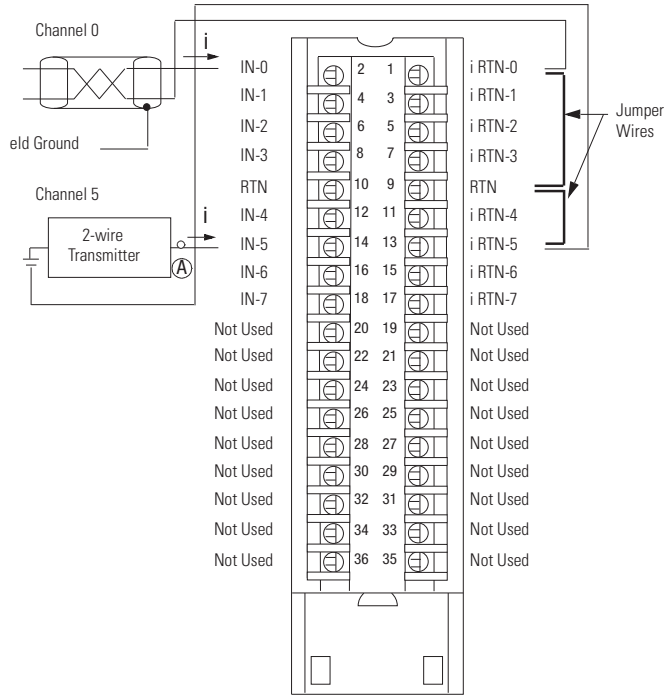 Channel 0
i
IN-0 2 1 i RTN-0
IN-1 4 3 i RTN-1
IN-2 6 5 i RTN-2
IN-3 8 7 i RTN-3
RTN 10 9 RTN
IN-4 12 11 i RTN-4
IN-5 14 13 i RTN-5
IN-6 16 15 i RTN-6
IN-7 18 17 i RTN-7
Not Used 20 19 Not Used
Not Used 22 21 Not Used
Not Used 24 23 Not Used
Not Used 26 25 Not Used
Not Used 28 27 Not Used
Not Used 30 29 Not Used
Not Used 32 31 Not Used
Not Used 34 33 Not Used
Not Used 36 35 Not Used
eld Ground
Channel 5
i
2-wire
Transmitter
A
Jumper
Wires